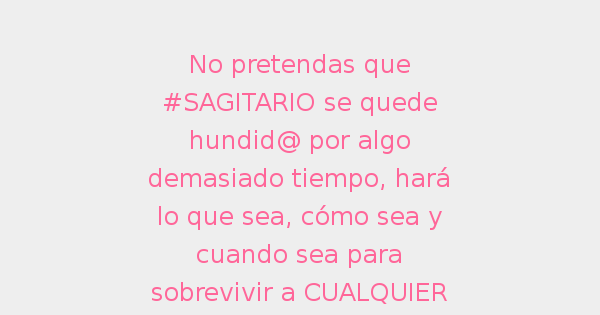 No pretendas que
#SAGITARIO se quede
hundid@ por algo
demasiado tiempo, hará
lo que sea, cómo sea y
cuando sea para
sobrevivir a CUALQUIER